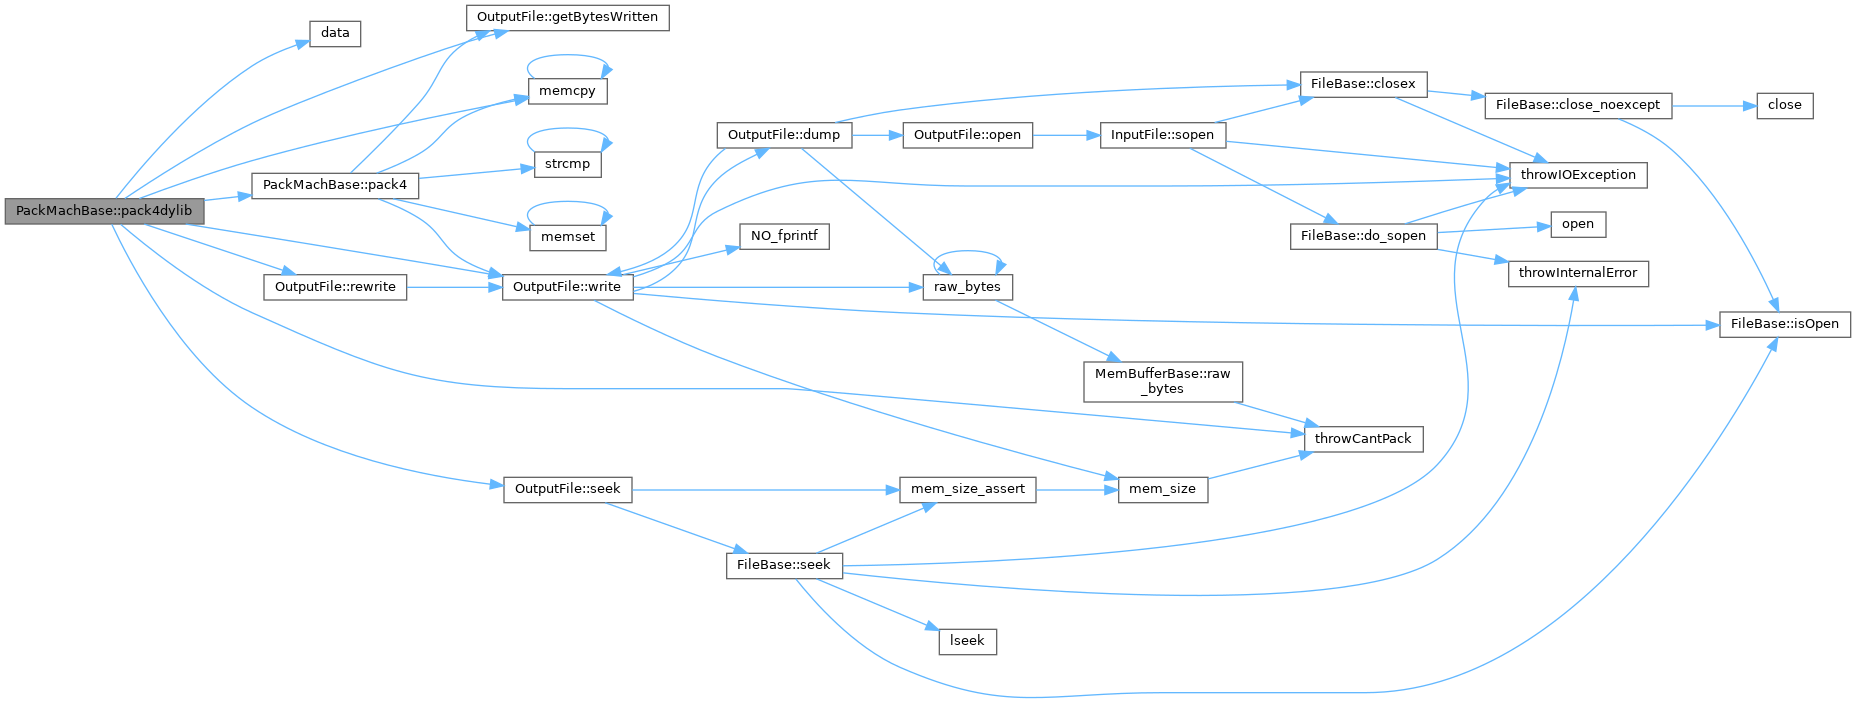 PackMachBase::pack4dylib
data
OutputFile::getBytesWritten
memcpy
strcmp
PackMachBase::pack4
memset
OutputFile::rewrite
OutputFile::write
OutputFile::seek
OutputFile::dump
NO_fprintf
OutputFile::open
raw_bytes
MemBufferBase::raw
_bytes
mem_size_assert
mem_size
FileBase::seek
lseek
InputFile::sopen
FileBase::closex
FileBase::close_noexcept
close
throwIOException
FileBase::do_sopen
open
throwInternalError
FileBase::isOpen
throwCantPack